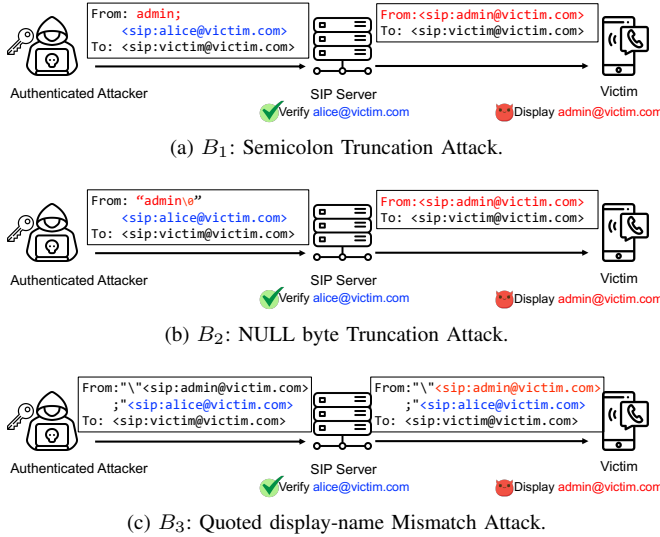 From: admin;
<sip:alice@victim.com>
To: <sip:victim@victim.com>
From:<sip:admin@victim.com>
To: <sip:victim@victim.com>
Authenticated Attacker
SIP Server
Victim
Verify alice@victim.com
Display admin@victim.com
(a) B1: Semicolon Truncation Attack.
From: “admin\0”
<sip:alice@victim.com>
To: <sip:victim@victim.com>
From:<sip:admin@victim.com>
To: <sip:victim@victim.com>
Authenticated Attacker
SIP Server
Victim
Verify alice@victim.com
Display admin@victim.com
(b) B2: NULL byte Truncation Attack.
From:"\"<sip:admin@victim.com>
;"<sip:alice@victim.com>
To: <sip:victim@victim.com>
From:"\"<sip:admin@victim.com>
;"<sip:alice@victim.com>
To: <sip:victim@victim.com>
Authenticated Attacker
SIP Server
Victim
Verify alice@victim.com
Display admin@victim.com
(c) B3: Quoted display-name Mismatch Attack.